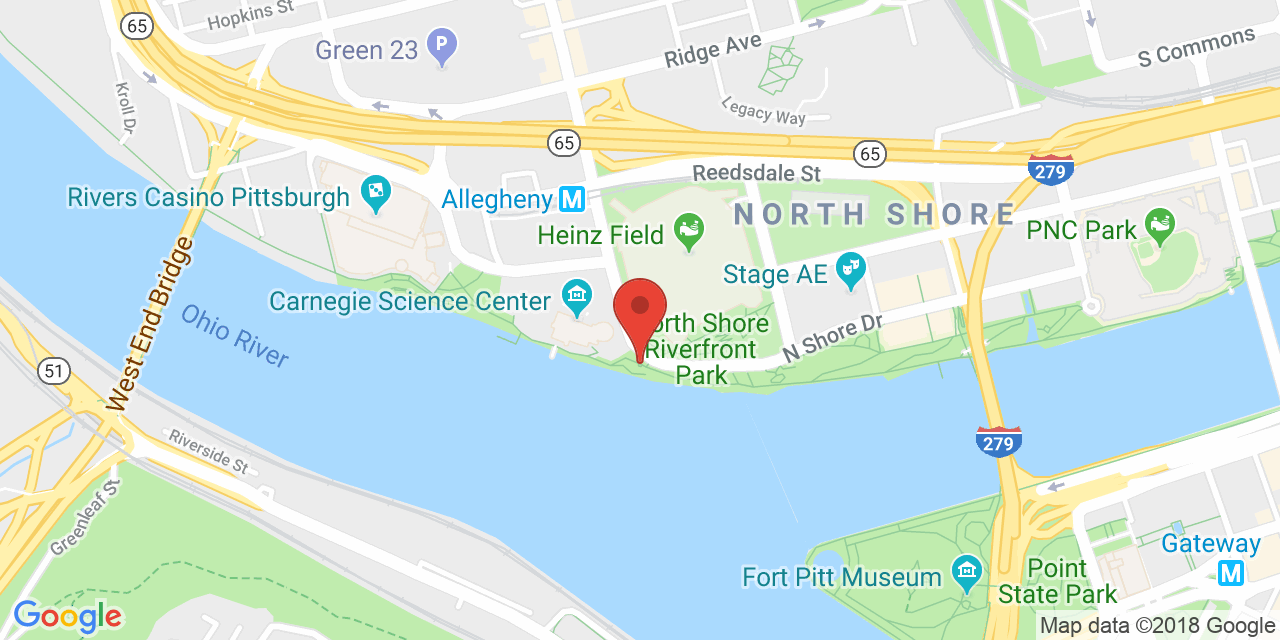 Hopkins St
65
Green 23
P
Ridge Ave
S Commons
Kroll Dr
Legacy Way
65
65
279
Reedsdale St
Rivers Casino Pittsburgh
Allegheny M
NORTH SHORE
Heinz Field
PNC Park
Stage AE
Carnegie Science Center
West End Bridge
Ohio River
orth Shore
Riverfront
Park
N Shore Dr
51
279
Riverside St
Greenleaf St
Gateway
M
Fort Pitt Museum
Point
State Park
Google
Map data ©2018 Google